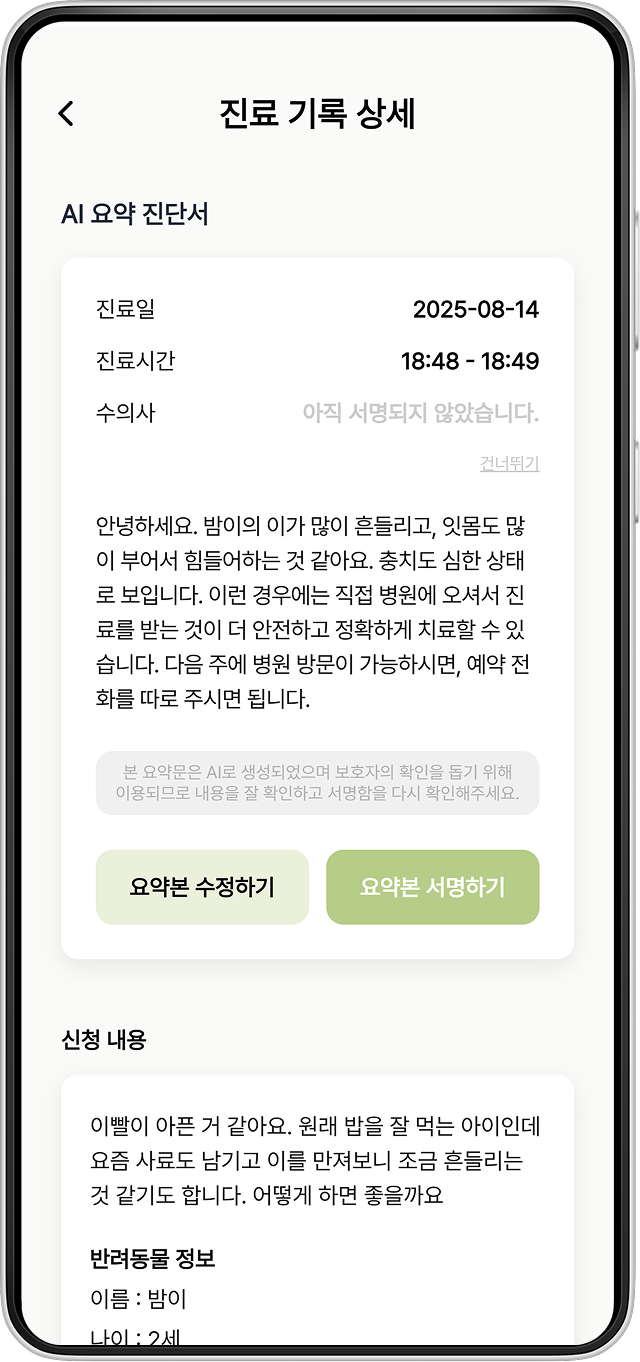 진료 기록 상세
AI 요약 진단서
진료일 2025-08-14
진료시간 18:48 - 18:49
수의사 아직 서명되지 않았습니다.
건너뛰기
안녕하세요. 밤이의 이가 많이 흔들리고, 잇몸도 많
이 부어서 힘들어하는 것 같아요. 충치도 심한 상태
로 보입니다. 이런 경우에는 직접 병원에 오셔서 진
료를 받는 것이 더 안전하고 정확하게 치료할 수 있
습니다. 다음 주에 병원 방문이 가능하시면, 예약 전
화를 따로 주시면 됩니다.
본 요약문은 AI로 생성되었으며 보호자의 확인을 돕기 위해
이용되므로 내용을 잘 확인하고 서명함을 다시 확인해주세요.
요약본 수정하기 요약본 서명하기
신청 내용
이빨이 아픈 거 같아요. 원래 밥을 잘 먹는 아이인데
요즘 사료도 남기고 이를 만져보니 조금 흔들리는
것 같기도 합니다. 어떻게 하면 좋을까요
반려동물 정보
이름 : 밤이
나이 : 2세